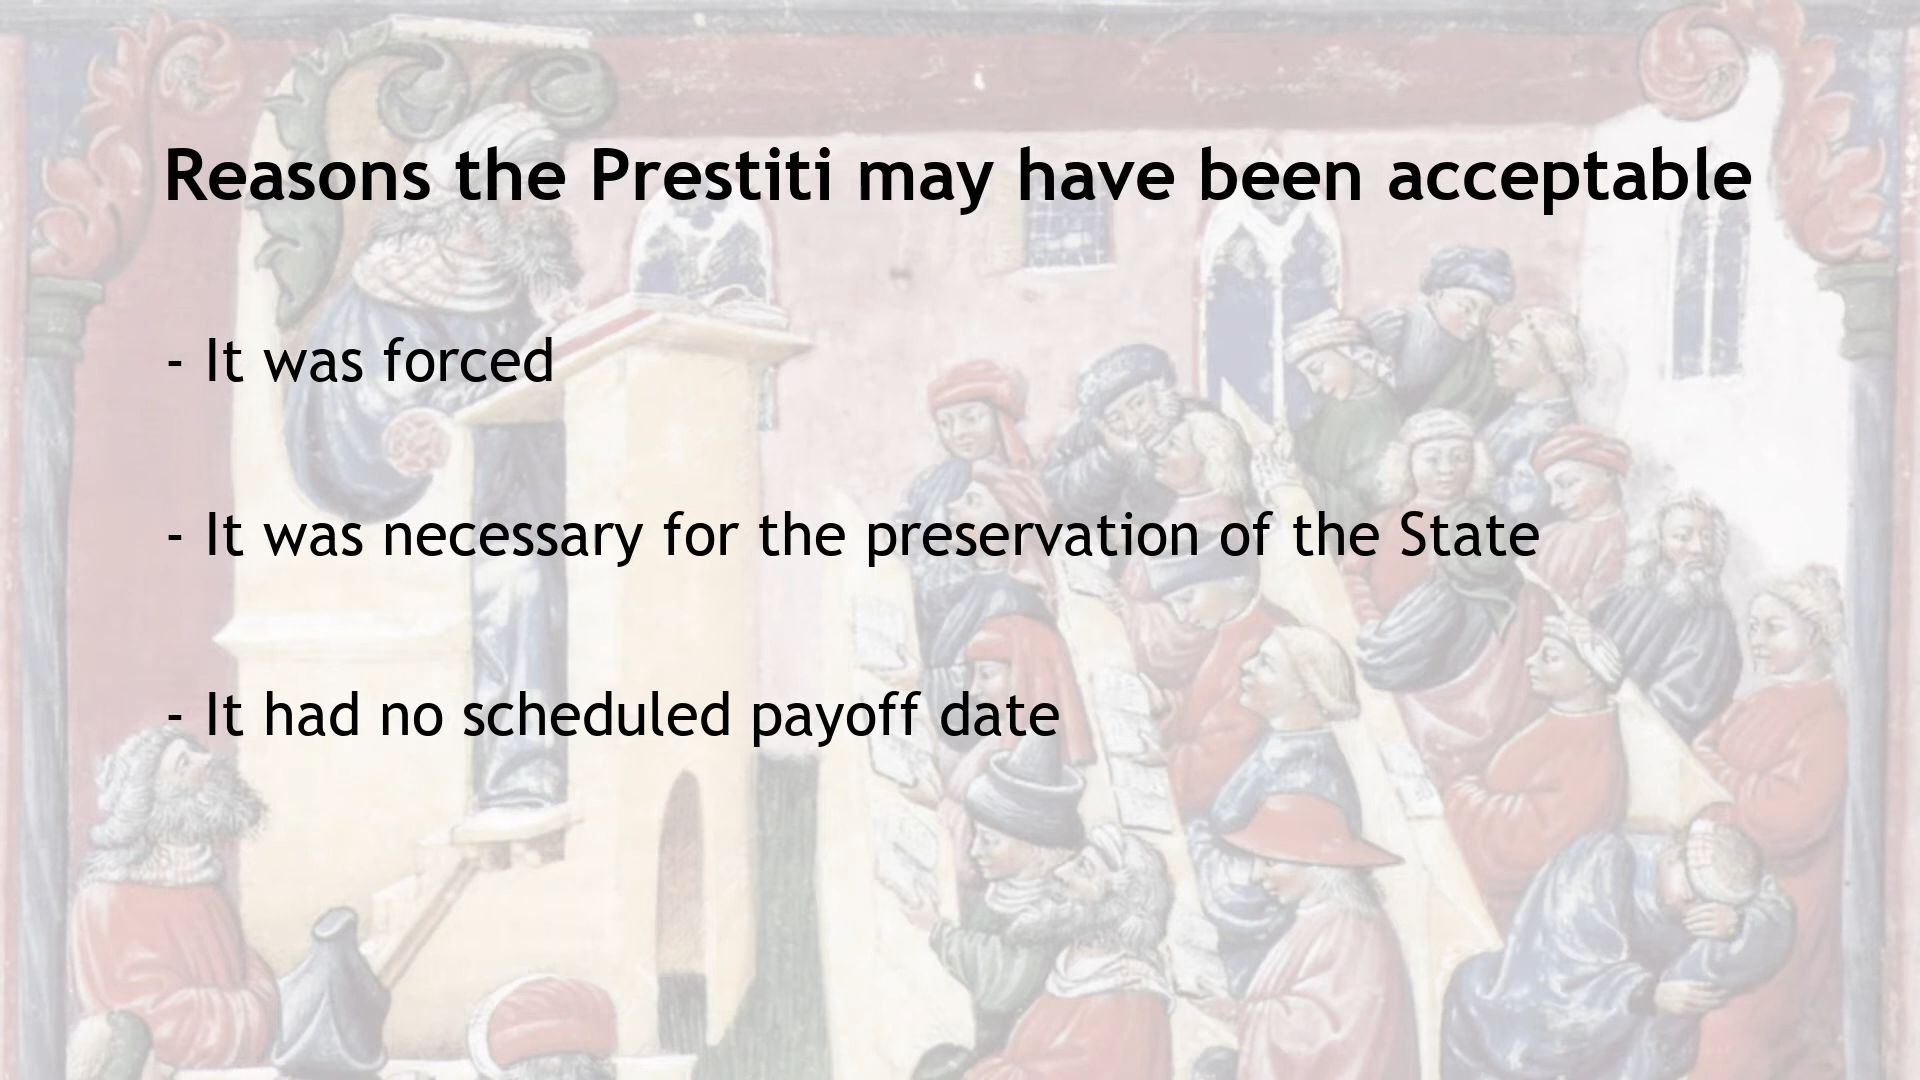 Reasons the Prestiti may have been acceptable
- It was forced
- It was necessary for the preservation of the State
- It had no scheduled payoff date